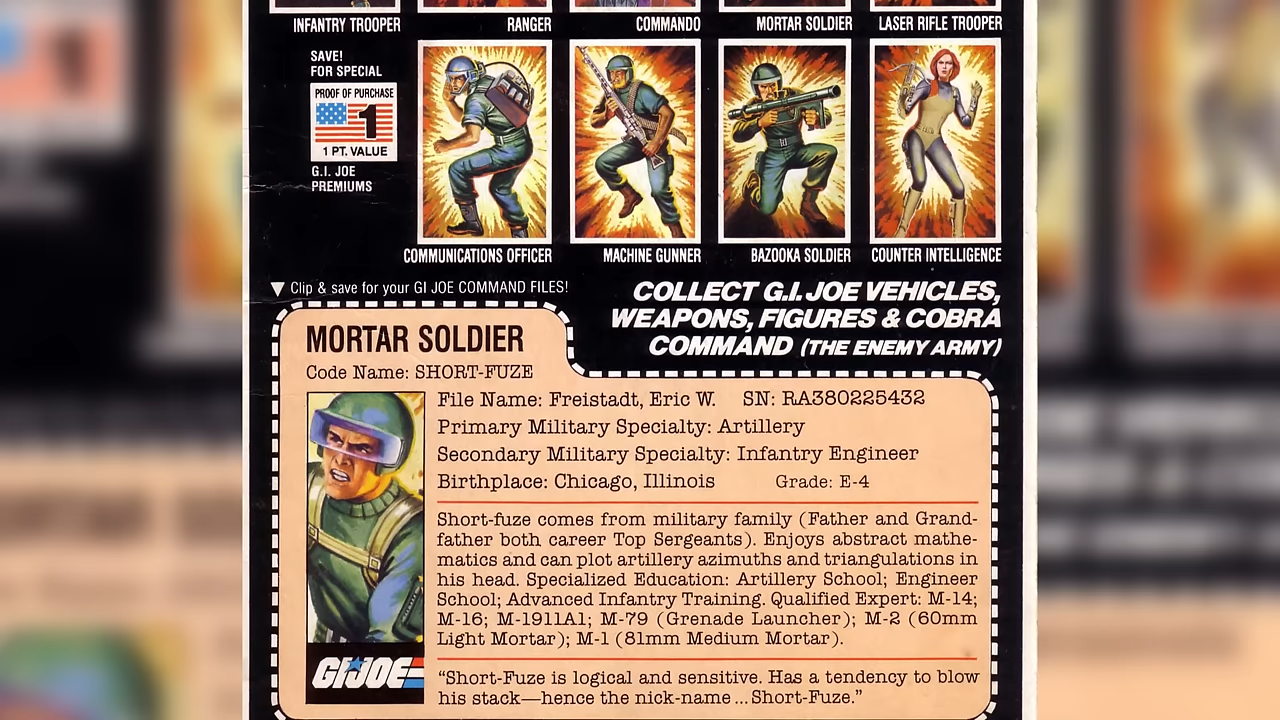 INFANTRY TROOPER RANGER COMMANDO MORTAR SOLDIER LASER RIFLE TROOPER
SAVE!
FOR SPECIAL
PROOF OF PURCHASE
1
1 PT. VALUE
G.I. JOE
PREMIUMS
COMMUNICATIONS OFFICER MACHINE GUNNER BAZOOKA SOLDIER COUNTER INTELLIGENCE
▼ Clip & save for your GI JOE COMMAND FILES!
COLLECT G.I. JOE VEHICLES,
WEAPONS, FIGURES & COBRA
COMMAND (THE ENEMY ARMY)
MORTAR SOLDIER
Code Name: SHORT-FUZE
File Name: Freistadt, Eric W. SN: RA380225432
Primary Military Specialty: Artillery
Secondary Military Specialty: Infantry Engineer
Birthplace: Chicago, Illinois Grade: E-4
Short-fuze comes from military family (Father and Grand-
father both career Top Sergeants). Enjoys abstract mathe-
matics and can plot artillery azimuths and triangulations in
his head. Specialized Education: Artillery School; Engineer
School; Advanced Infantry Training. Qualified Expert: M-14;
M-16; M-1911A1; M-79 (Grenade Launcher); M-2 (60mm
Light Mortar); M-1 (81mm Medium Mortar).
GI JOE
"Short-Fuze is logical and sensitive. Has a tendency to blow
his stack—hence the nick-name ... Short-Fuze."